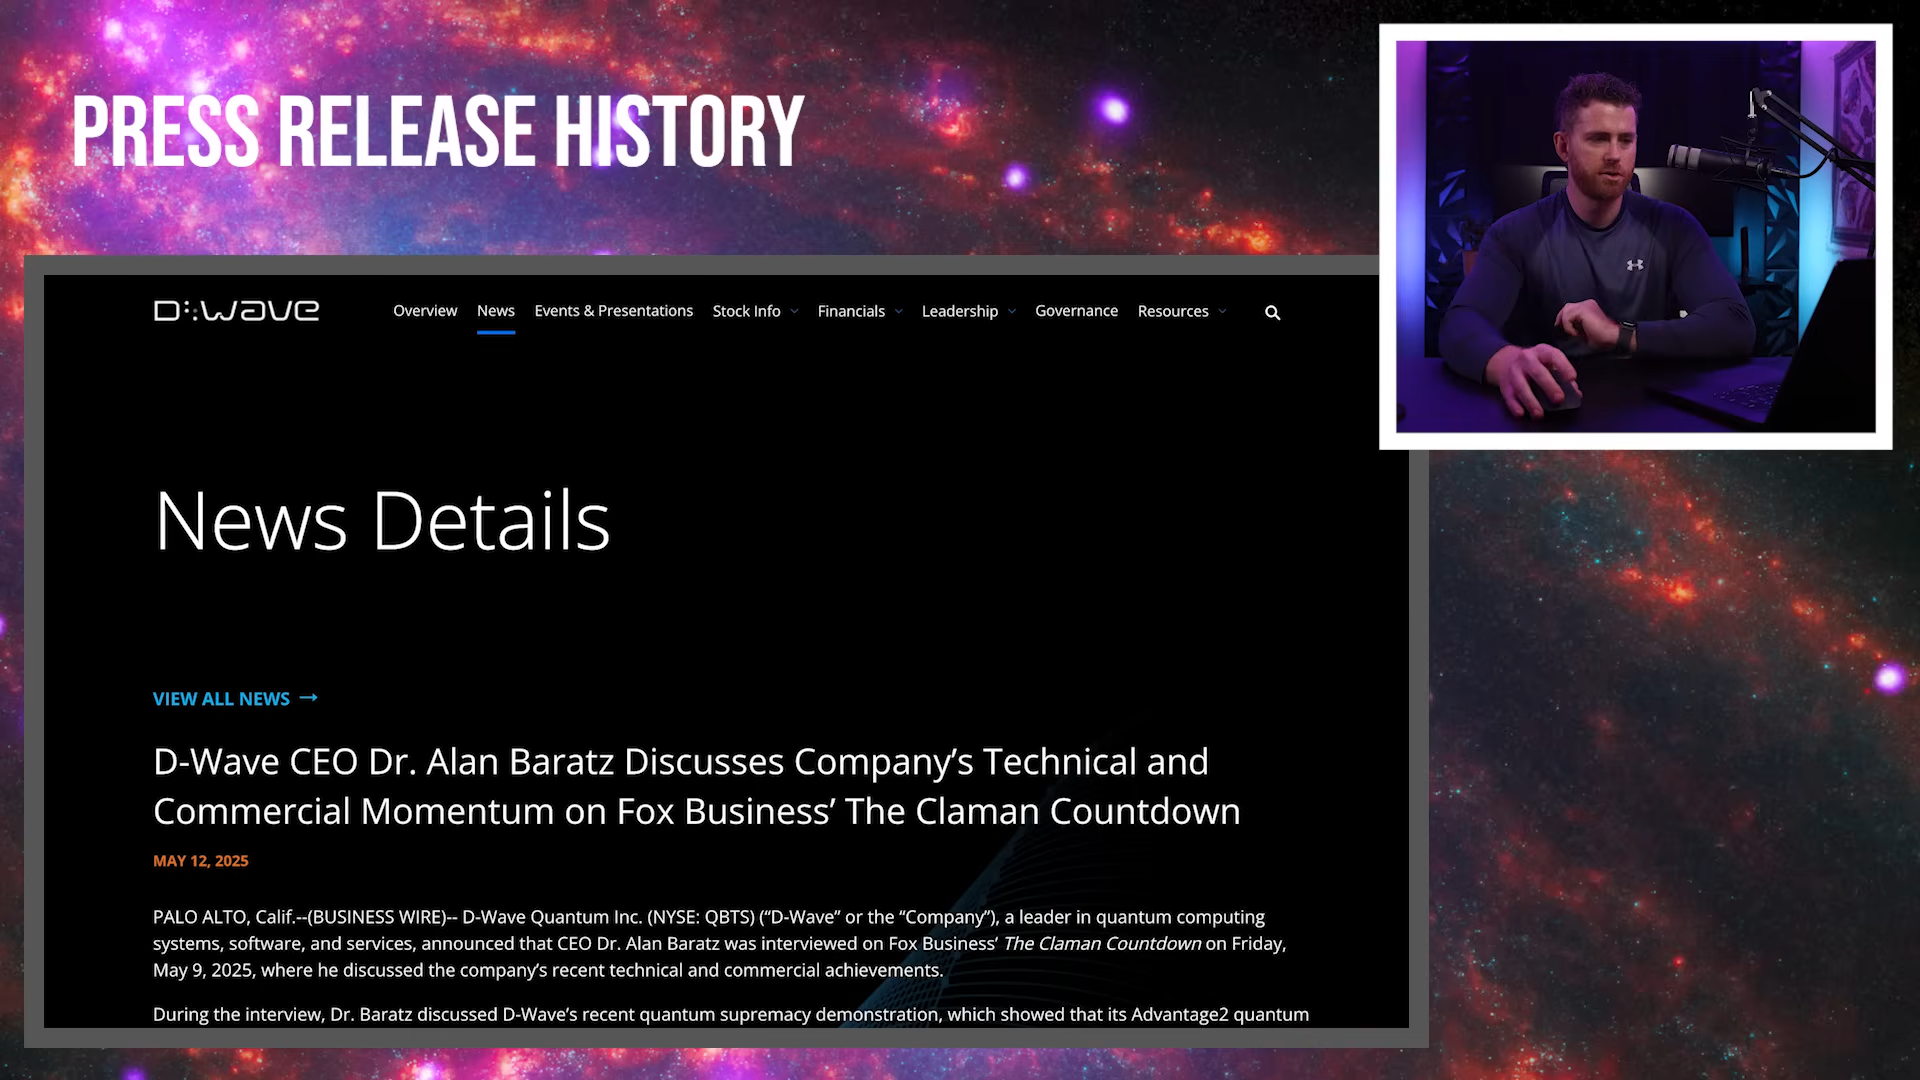 PRESS RELEASE HISTORY
D:Wave
Overview News Events & Presentations Stock Info Financials Leadership Governance Resources
News Details
VIEW ALL NEWS →
D-Wave CEO Dr. Alan Baratz Discusses Company’s Technical and
Commercial Momentum on Fox Business’ The Claman Countdown
MAY 12, 2025
PALO ALTO, Calif.--(BUSINESS WIRE)-- D-Wave Quantum Inc. (NYSE: QBTS) (“D-Wave” or the “Company”), a leader in quantum computing
systems, software, and services, announced that CEO Dr. Alan Baratz was interviewed on Fox Business’ The Claman Countdown on Friday,
May 9, 2025, where he discussed the company’s recent technical and commercial achievements.
During the interview, Dr. Baratz discussed D-Wave’s recent quantum supremacy demonstration, which showed that its Advantage2 quantum